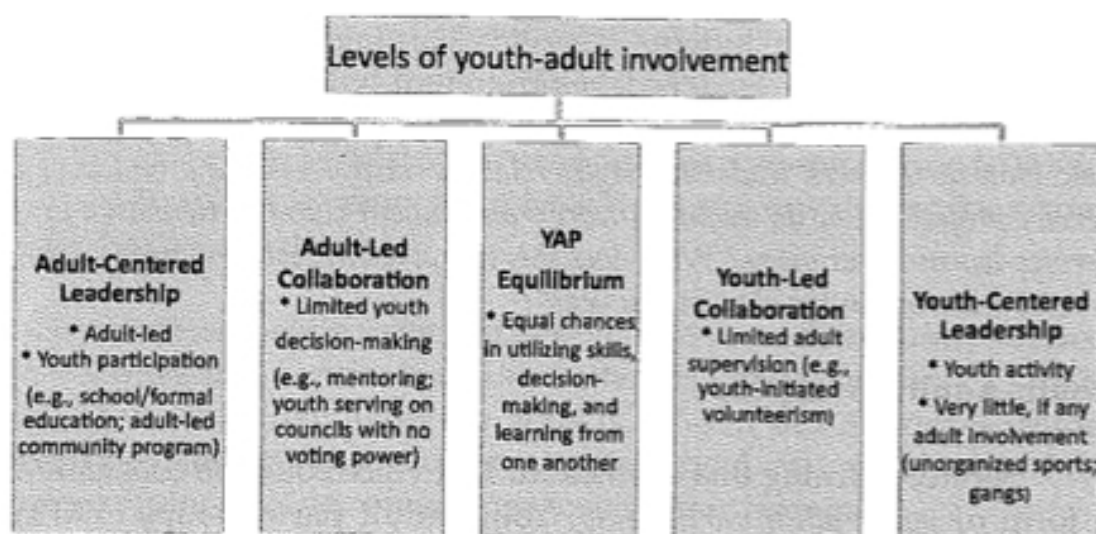 Levels of youth-adult involvement
Adult-Centered
Leadership
* Adult-led
* Youth participation
(e.g., school/formal
education; adult-led
community program)
Adult-Led
Collaboration
* Limited youth
decision-making
(e.g., mentoring;
youth serving on
councils with no
voting power)
YAP
Equilibrium
* Equal chances
in utilizing skills,
decision-
making, and
learning from
one another
Youth-Led
Collaboration
* Limited adult
supervision (e.g.,
youth-initiated
volunteerism)
Youth-Centered
Leadership
* Youth activity
* Very little, if any
adult involvement
(unorganized sports;
gangs)